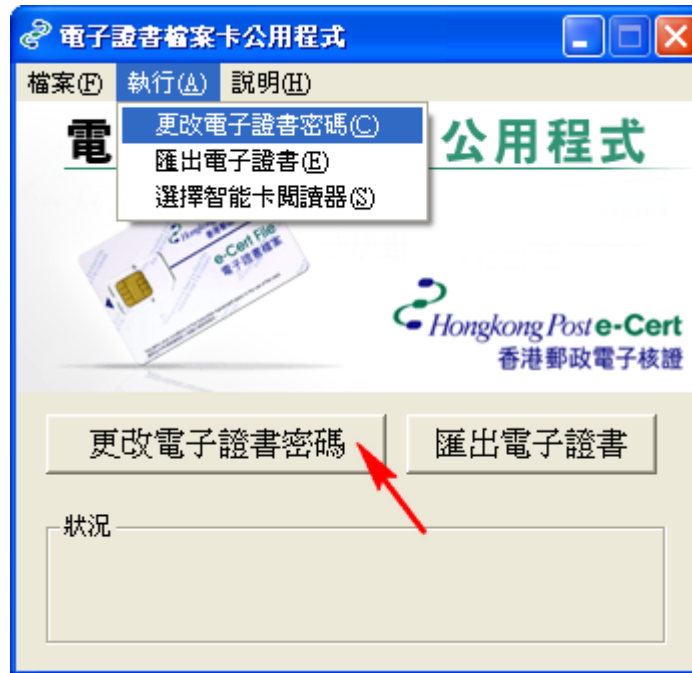 電子證書檔案卡公用程式
檔案(F) 執行(A) 說明(H)
更改電子證書密碼(C)
匯出電子證書(E)
選擇智能卡閱讀器(S)
電
公用程式
Hongkong
e-Cert File
電子證書檔案
Hongkong Post e-Cert
香港郵政電子核證
更改電子證書密碼
匯出電子證書
狀況